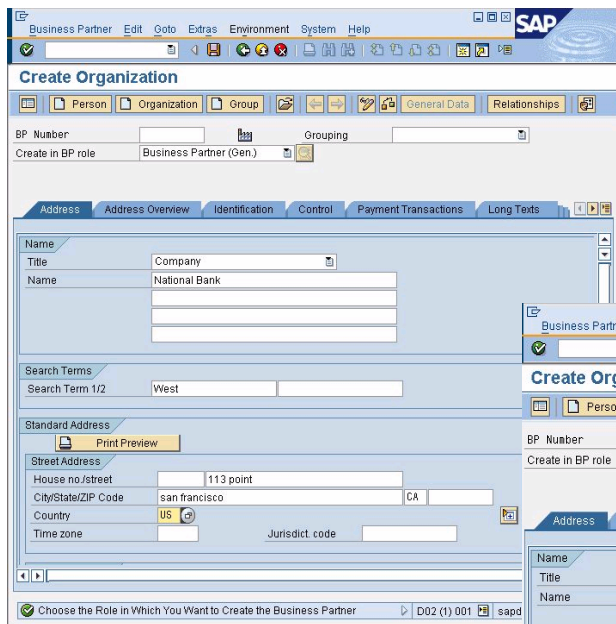 Business Partner Edit Goto Extras Environment System Help
SAP
Create Organization
Person Organization Group General Data Relationships
BP Number Grouping
Create in BP role Business Partner (Gen.)
Address Address Overview Identification Control Payment Transactions Long Texts
Name
Title Company
Name National Bank
Search Terms
Search Term 1/2 West
Standard Address
Print Preview
Street Address
House no./street 113 point
City/State/ZIP Code san francisco CA
Country US
Time zone Jurisdict. code
Choose the Role in Which You Want to Create the Business Partner D02 (1) 001 sapd
Business Partn
Create Org
Perso
BP Number
Create in BP role
Address
Name
Title
Name